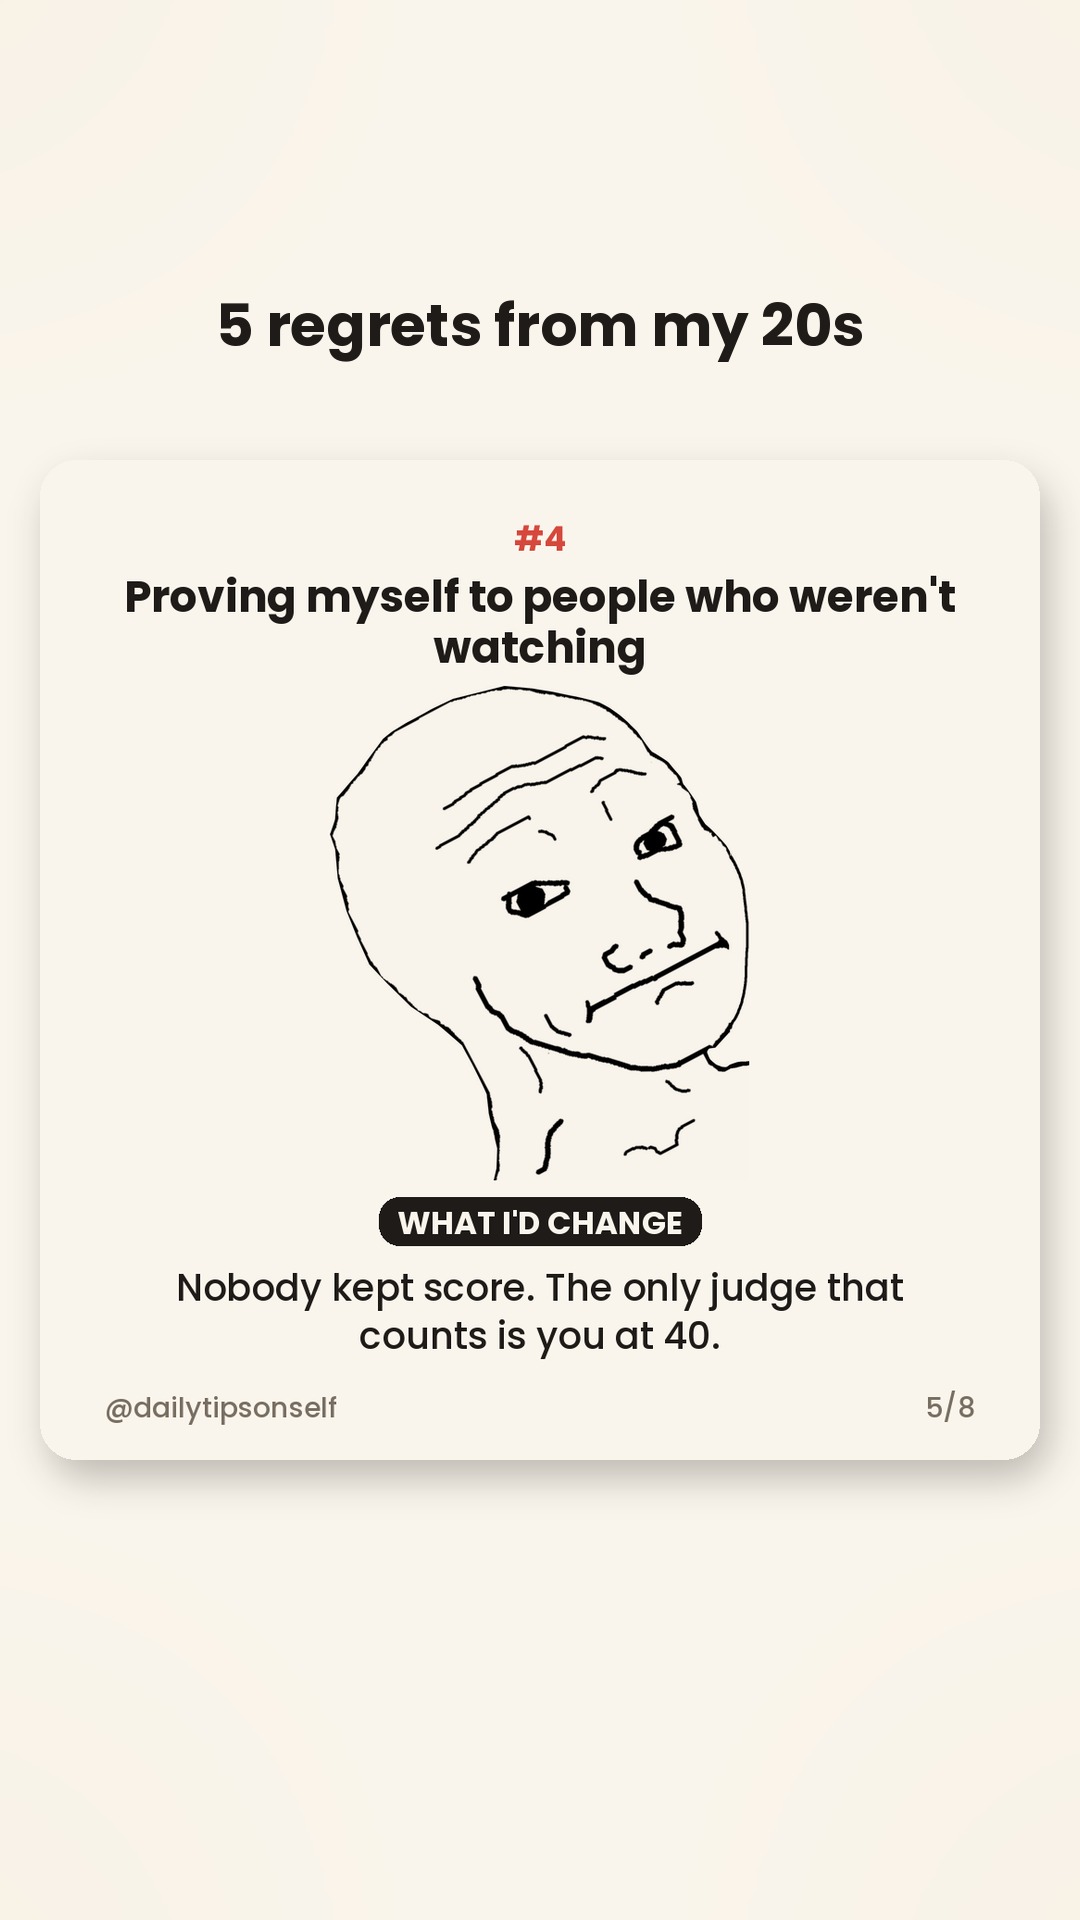 5 regrets from my 20s
#4
Proving myself to people who weren't
watching
WHAT I'D CHANGE
Nobody kept score. The only judge that
counts is you at 40.
@dailytipsonself
5/8